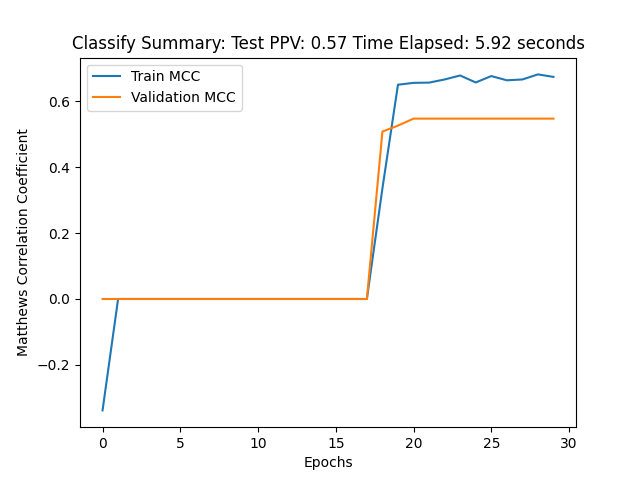 Classify Summary: Test PPV: 0.57 Time Elapsed: 5.92 seconds
Train MCC
Validation MCC
Matthews Correlation Coefficient
0.6
0.4
0.2
0.0
−0.2
0 5 10 15 20 25 30
Epochs